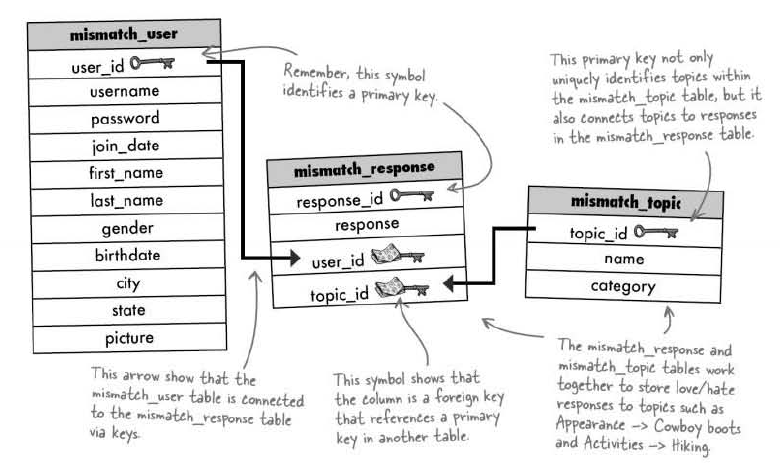 mismatch_user
user_id
username
password
join_date
first_name
last_name
gender
birthdate
city
state
picture
Remember, this symbol
identifies a primary key.
mismatch_response
response_id
response
user_id
topic_id
This primary key not only
uniquely identifies topics within
the mismatch_topic table, but it
also connects topics to responses
in the mismatch_response table.
mismatch_topic
topic_id
name
category
This arrow show that the
mismatch_user table is connected
to the mismatch_response table
via keys.
This symbol shows that
the column is a foreign key
that references a primary
key in another table.
The mismatch_response and
mismatch_topic tables work
together to store love/hate
responses to topics such as
Appearance -> Cowboy boots
and Activities -> Hiking.